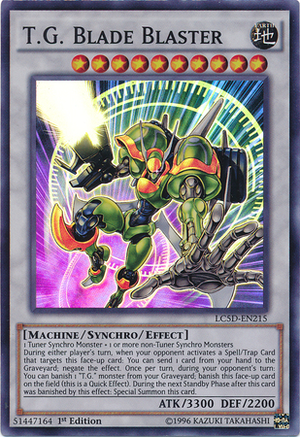 T.G. Blade Blaster
EARTH
地
LC5D-EN215
[Machine/Synchro/Effect]
1 Tuner Synchro Monster + 1 or more non-Tuner Synchro Monsters
During either player's turn, when your opponent activates a Spell/Trap Card
that targets this face-up card: You can send 1 card from your hand to the
Graveyard; negate the effect. Once per turn, during your opponent's turn:
You can banish 1 "T.G." monster from your Graveyard; banish this face-up card
on the field (this is a Quick Effect). During the next Standby Phase after this card
was banished by this effect: Special Summon this card.
ATK/3300 DEF/2200
51447164 1st Edition ©1996 KAZUKI TAKAHASHI